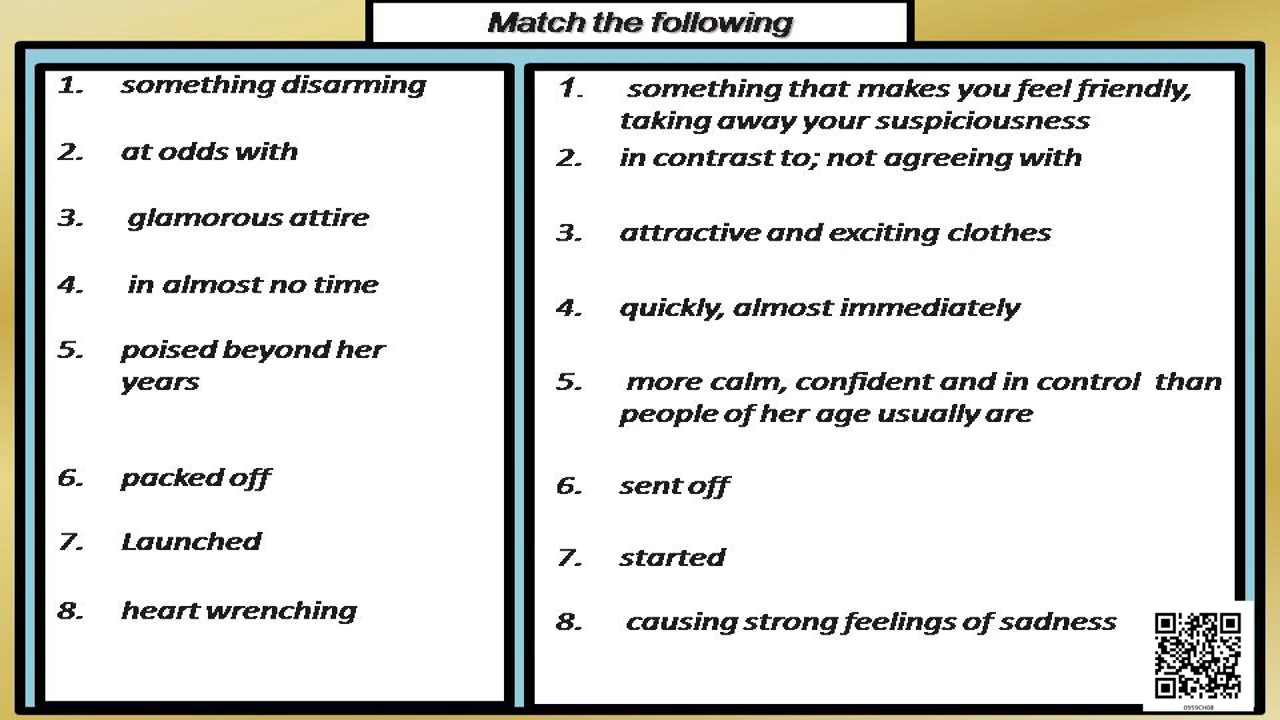 Match the following
1. something disarming
2. at odds with
3. glamorous attire
4. in almost no time
5. poised beyond her
years
6. packed off
7. Launched
8. heart wrenching
1. something that makes you feel friendly,
taking away your suspiciousness
2. in contrast to; not agreeing with
3. attractive and exciting clothes
4. quickly, almost immediately
5. more calm, confident and in control than
people of her age usually are
6. sent off
7. started
8. causing strong feelings of sadness
0959CH08